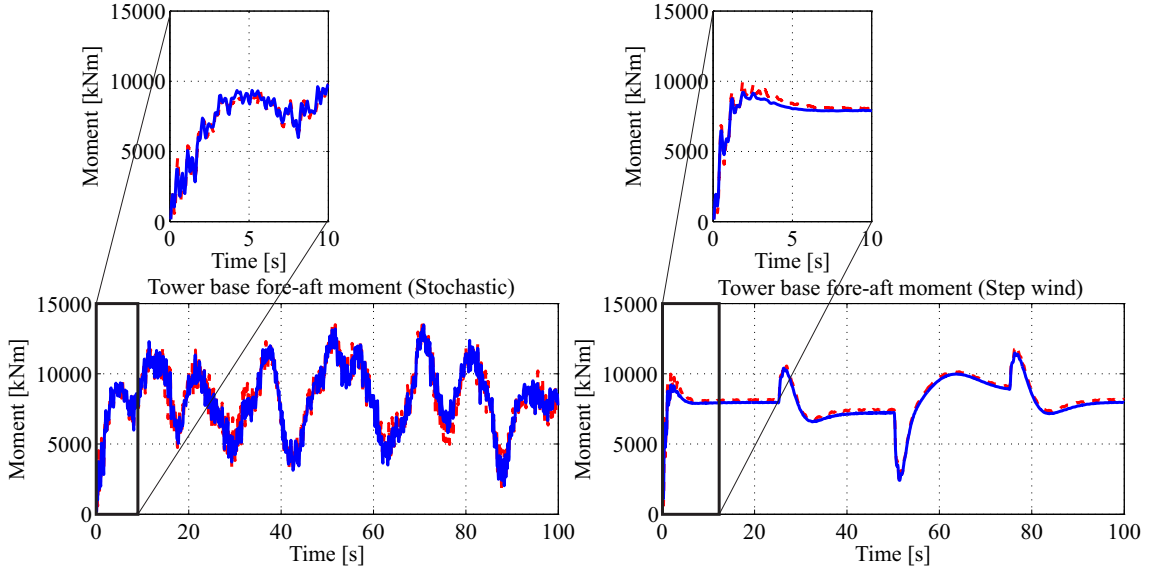 15000
10000
5000
0
Moment [kNm]
0 5 10
Time [s]
15000
10000
5000
0
Moment [kNm]
0 5 10
Time [s]
Tower base fore-aft moment (Stochastic)
15000
10000
5000
0
Moment [kNm]
0 20 40 60 80 100
Time [s]
Tower base fore-aft moment (Step wind)
15000
10000
5000
0
Moment [kNm]
0 20 40 60 80 100
Time [s]